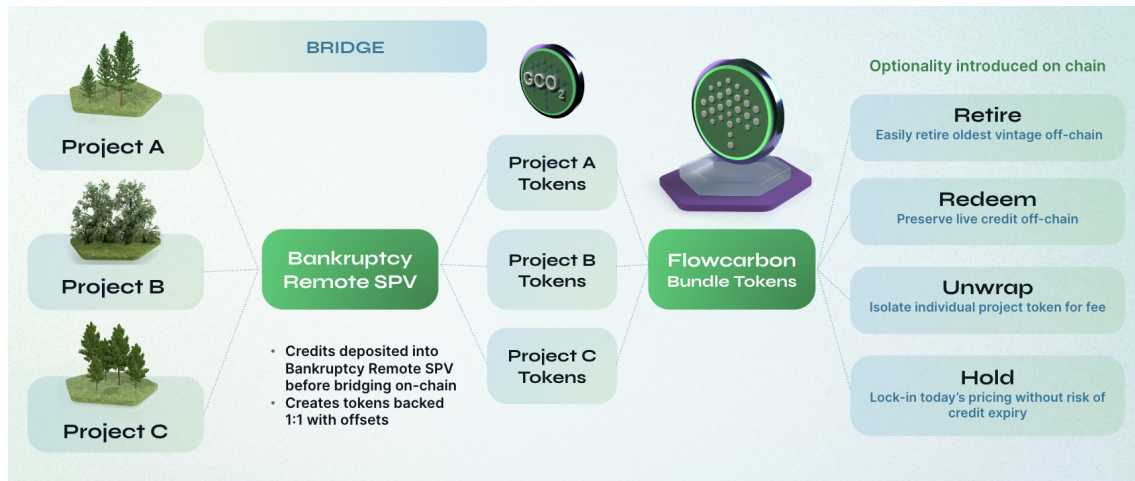 BRIDGE
GCO2
Optionality introduced on chain
Project A
Project B
Project C
Bankruptcy
Remote SPV
• Credits deposited into
Bankruptcy Remote SPV
before bridging on-chain
• Creates tokens backed
1:1 with offsets
Project A
Tokens
Project B
Tokens
Project C
Tokens
Flowcarbon
Bundle Tokens
Retire
Easily retire oldest vintage off-chain
Redeem
Preserve live credit off-chain
Unwrap
Isolate individual project token for fee
Hold
Lock-in today's pricing without risk of
credit expiry